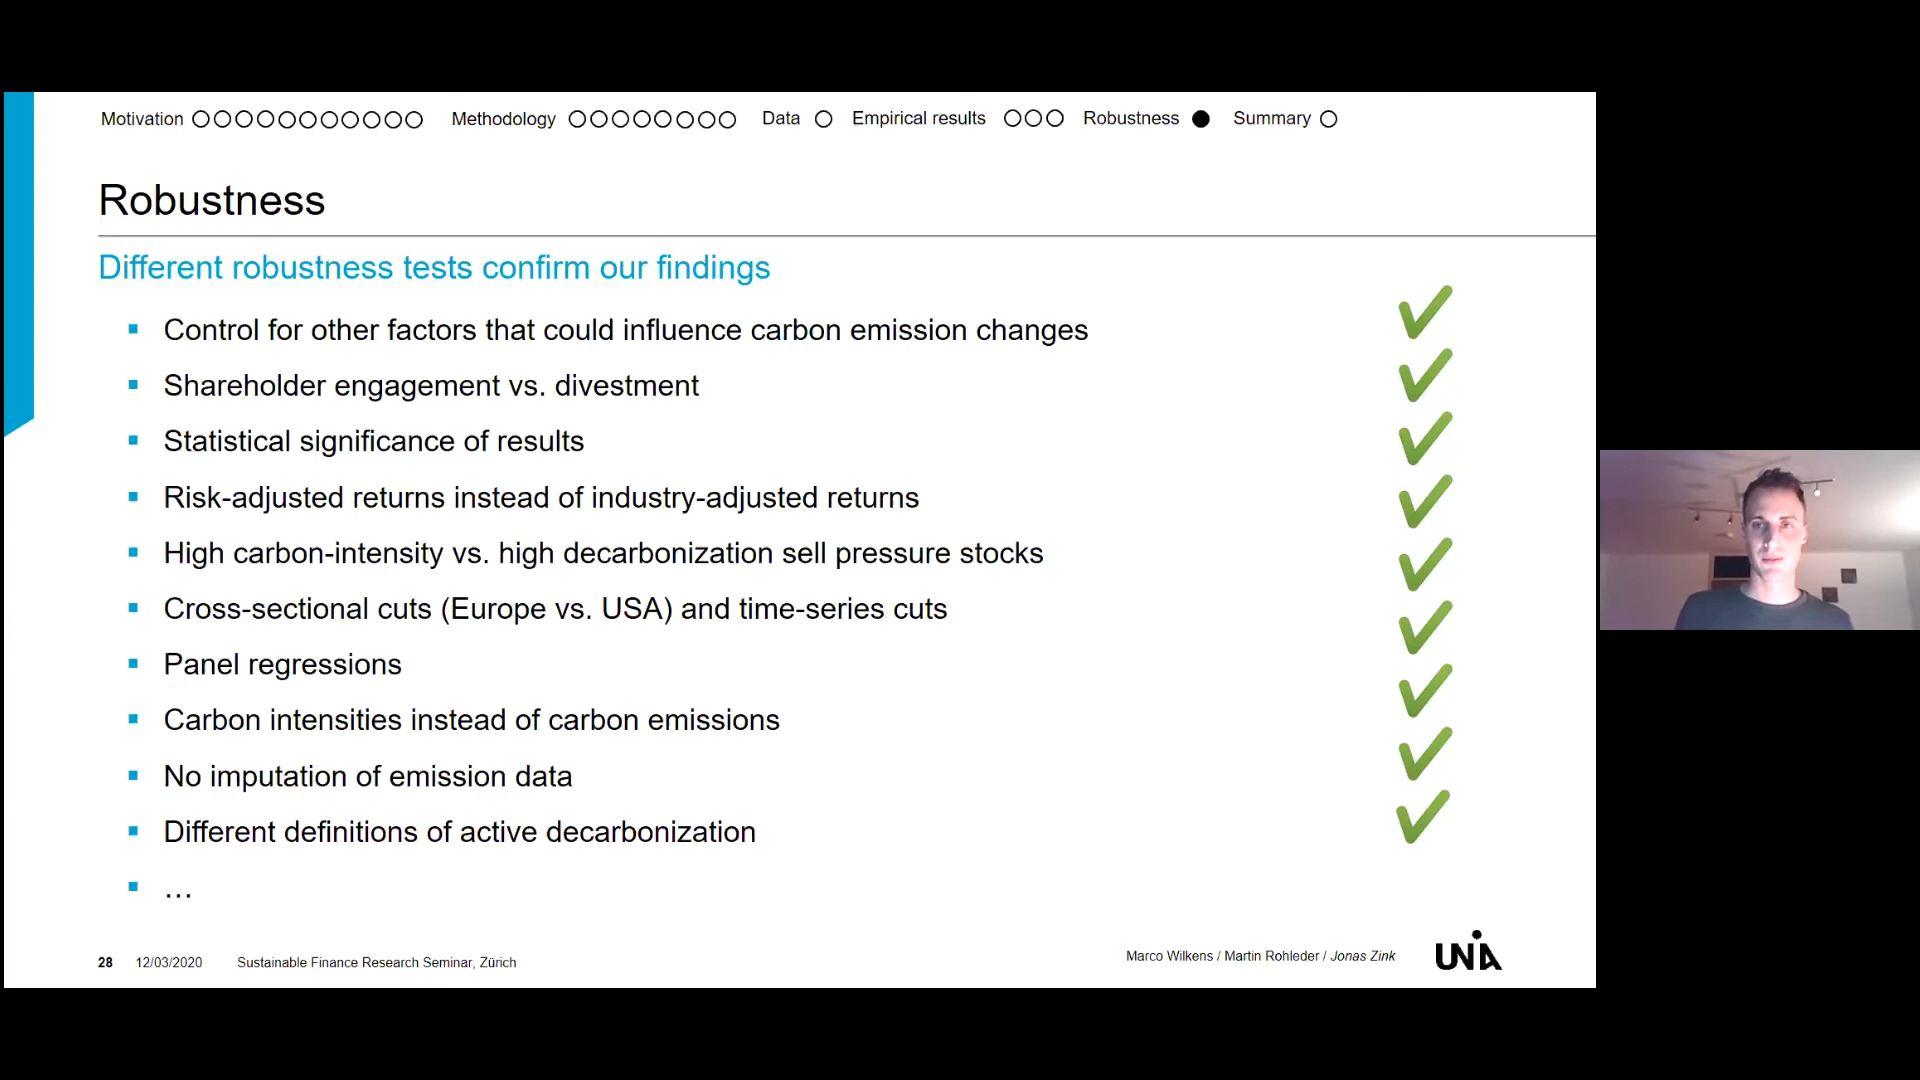 Motivation Methodology Data Empirical results Robustness Summary
Robustness
Different robustness tests confirm our findings
Control for other factors that could influence carbon emission changes
Shareholder engagement vs. divestment
Statistical significance of results
Risk-adjusted returns instead of industry-adjusted returns
High carbon-intensity vs. high decarbonization sell pressure stocks
Cross-sectional cuts (Europe vs. USA) and time-series cuts
Panel regressions
Carbon intensities instead of carbon emissions
No imputation of emission data
Different definitions of active decarbonization
…
28 12/03/2020 Sustainable Finance Research Seminar, Zürich
Marco Wilkens / Martin Rohleder / Jonas Zink
UNIA